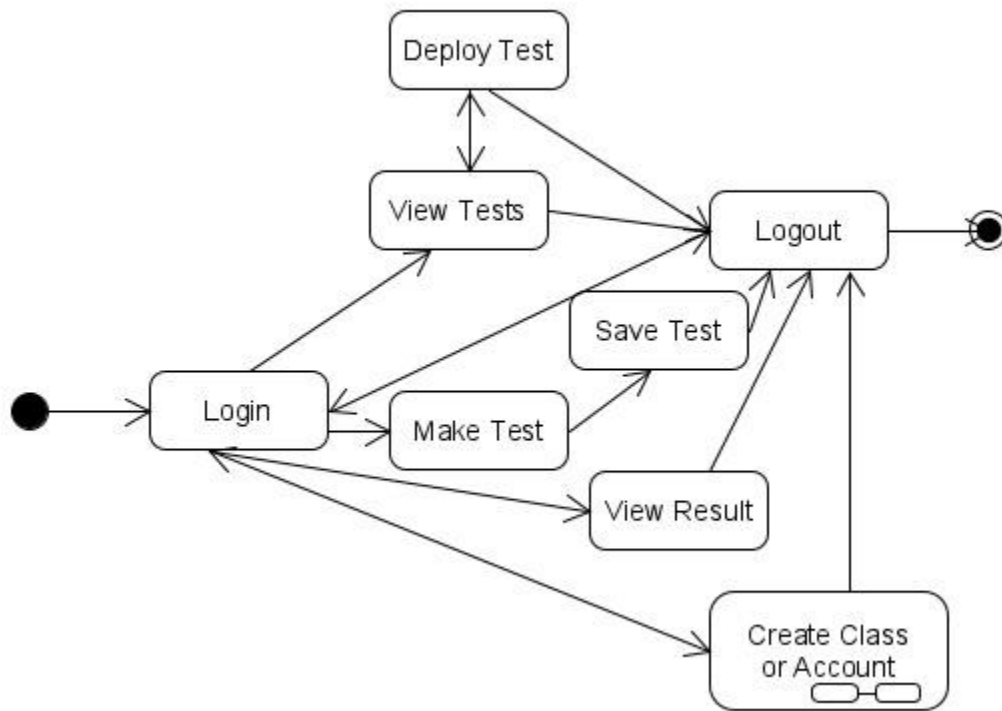 Deploy Test
View Tests
Logout
Save Test
Login
Make Test
View Result
Create Class
or Account